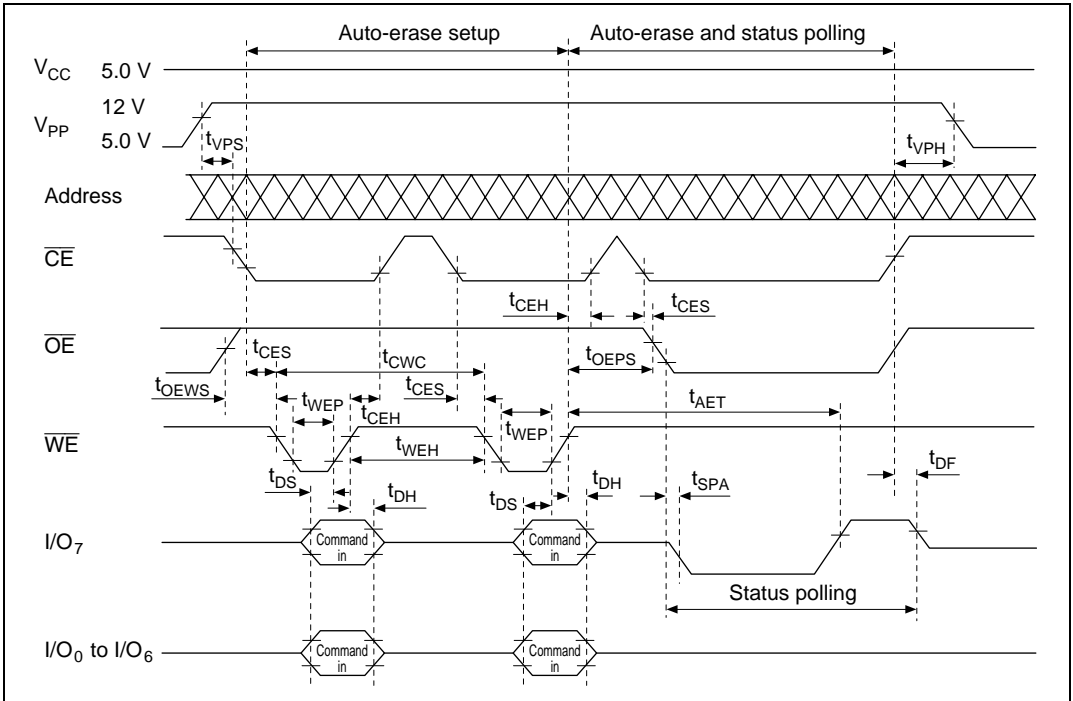 Auto-erase setup
Auto-erase and status polling
VCC 5.0 V
12 V
VPP
5.0 V
tVPS
tVPH
Address
CE
tCEH
tCES
OE
tCES
tCWC
tOEPS
tOEWS
tWEP
tCEH
tCES
tWEP
tAET
WE
tWEH
tDS
tDH
tDS
tDH
tSPA
tDF
I/O7
Command
in
Command
in
Status polling
I/O0 to I/O6
Command
in
Command
in